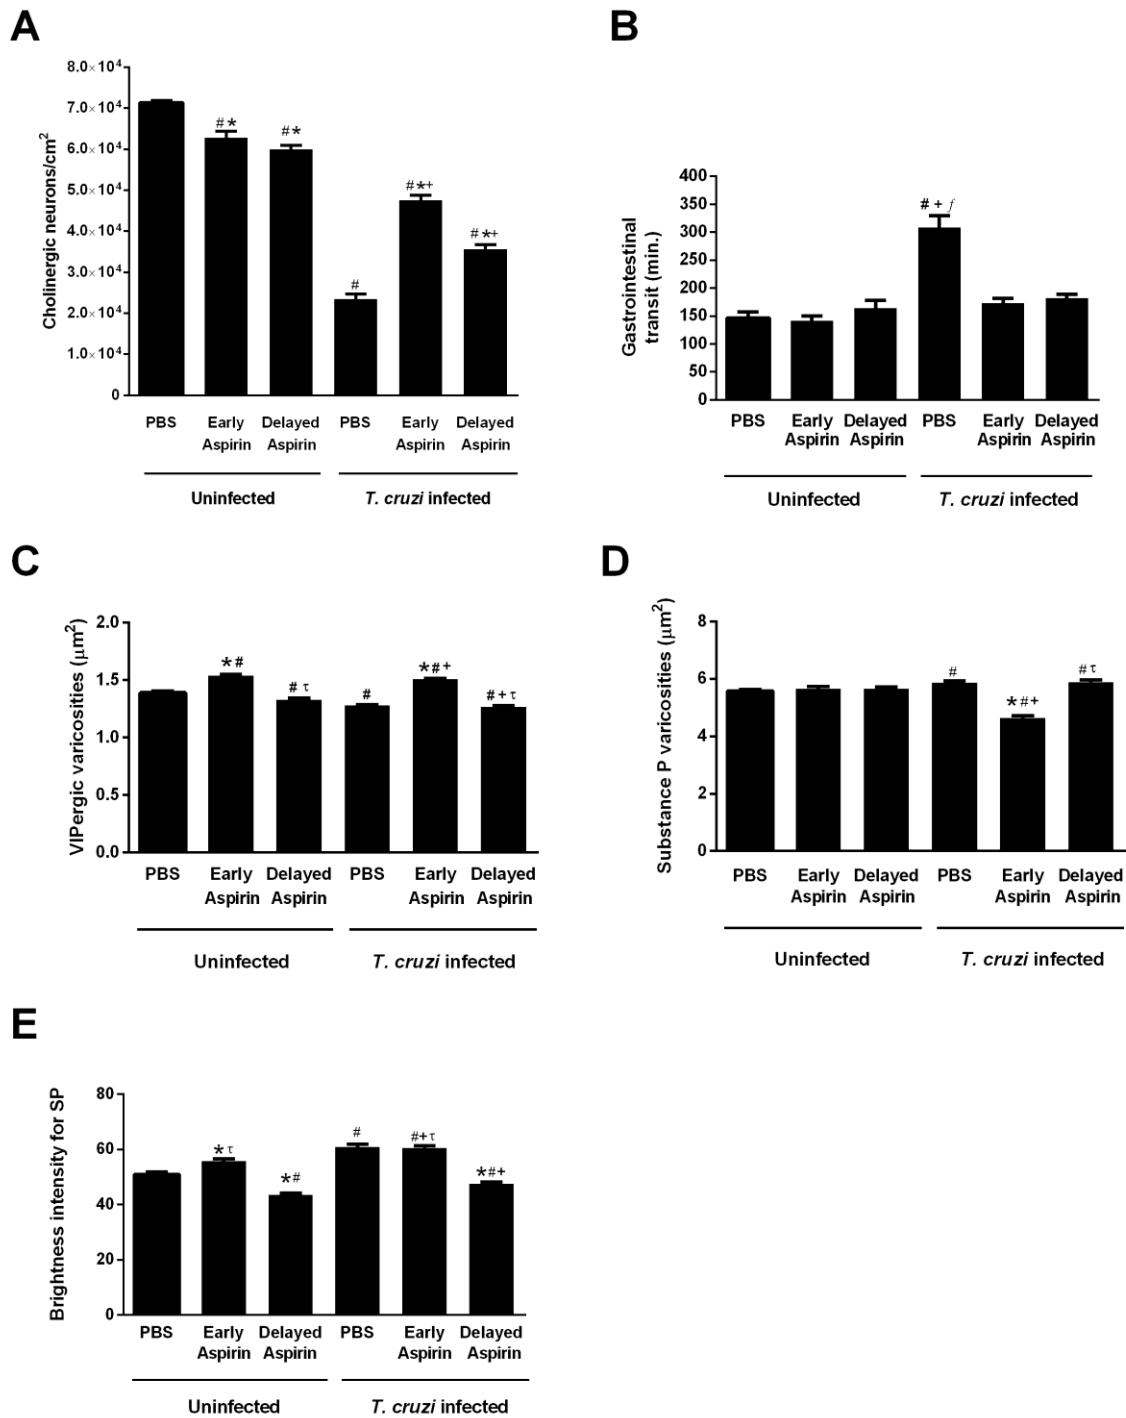 A
Cholinergic neurons/cm²
8.0×10⁴
7.0×10⁴
6.0×10⁴
5.0×10⁴
4.0×10⁴
3.0×10⁴
2.0×10⁴
1.0×10⁴
0
#*
#*
#
#*+
#*+
PBS
Early
Aspirin
Delayed
Aspirin
PBS
Early
Aspirin
Delayed
Aspirin
Uninfected
T. cruzi infected
B
Gastrointestinal
transit (min.)
400
350
300
250
200
150
100
50
0
# + ƒ
PBS
Early
Aspirin
Delayed
Aspirin
PBS
Early
Aspirin
Delayed
Aspirin
Uninfected
T. cruzi infected
C
VIPergic varicosities (μm²)
2.0
1.5
1.0
0.5
0.0
*#
# τ
#
*#+
#+τ
PBS
Early
Aspirin
Delayed
Aspirin
PBS
Early
Aspirin
Delayed
Aspirin
Uninfected
T. cruzi infected
D
Substance P varicosities (μm²)
8
6
4
2
0
#
*#+
#τ
PBS
Early
Aspirin
Delayed
Aspirin
PBS
Early
Aspirin
Delayed
Aspirin
Uninfected
T. cruzi infected
E
Brightness intensity for SP
80
60
40
20
0
*τ
*#
#
#+τ
*#+
PBS
Early
Aspirin
Delayed
Aspirin
PBS
Early
Aspirin
Delayed
Aspirin
Uninfected
T. cruzi infected